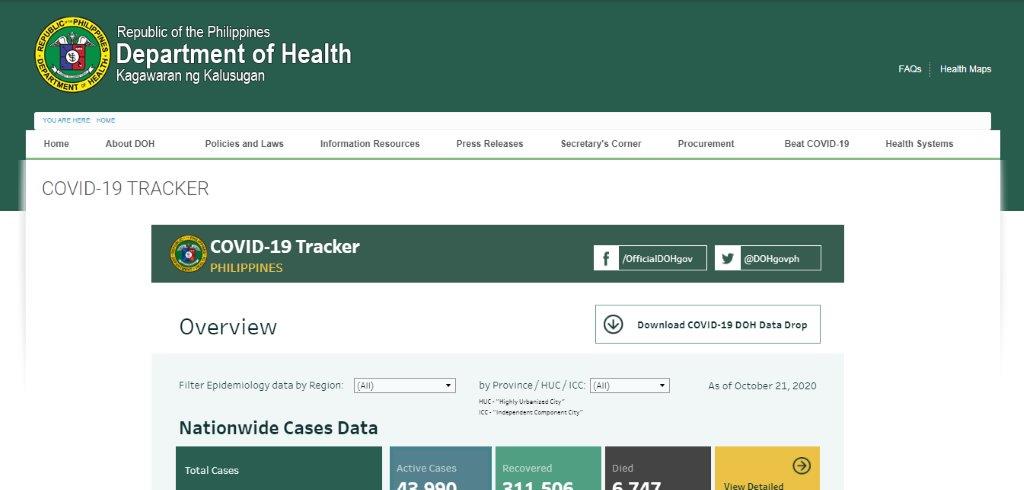 REPUBLIC OF THE PHILIPPINES
DEPARTMENT OF HEALTH
Republic of the Philippines
Department of Health
Kagawaran ng Kalusugan
FAQs Health Maps
YOU ARE HERE: HOME
Home About DOH Policies and Laws Information Resources Press Releases Secretary's Corner Procurement Beat COVID-19 Health Systems
COVID-19 TRACKER
COVID-19 Tracker
PHILIPPINES
/OfficialDOHgov @DOHgovph
Overview
Download COVID-19 DOH Data Drop
Filter Epidemiology data by Region: (All) by Province / HUC / ICC: (All) As of October 21, 2020
HUC - "Highly Urbanized City"
ICC - "Independent Component City"
Nationwide Cases Data
Total Cases Active Cases Recovered Died
43,990 311,506 6,747 View Detailed